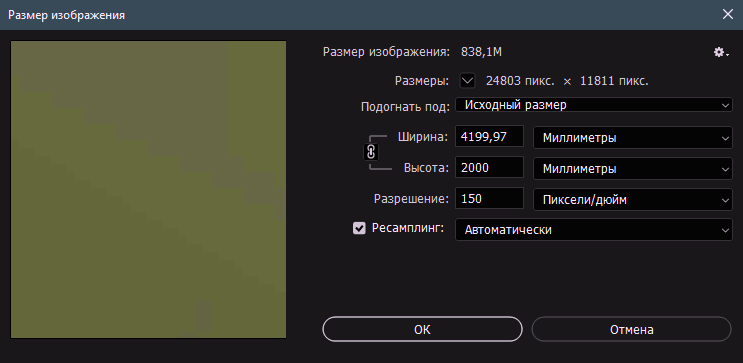 Размер изображения
Размер изображения: 838,1M
Размеры: 24803 пикс. × 11811 пикс.
Подогнать под: Исходный размер
Ширина: 4199,97 Миллиметры
Высота: 2000 Миллиметры
Разрешение: 150 Пиксели/дюйм
Ресамплинг: Автоматически
ОК Отмена